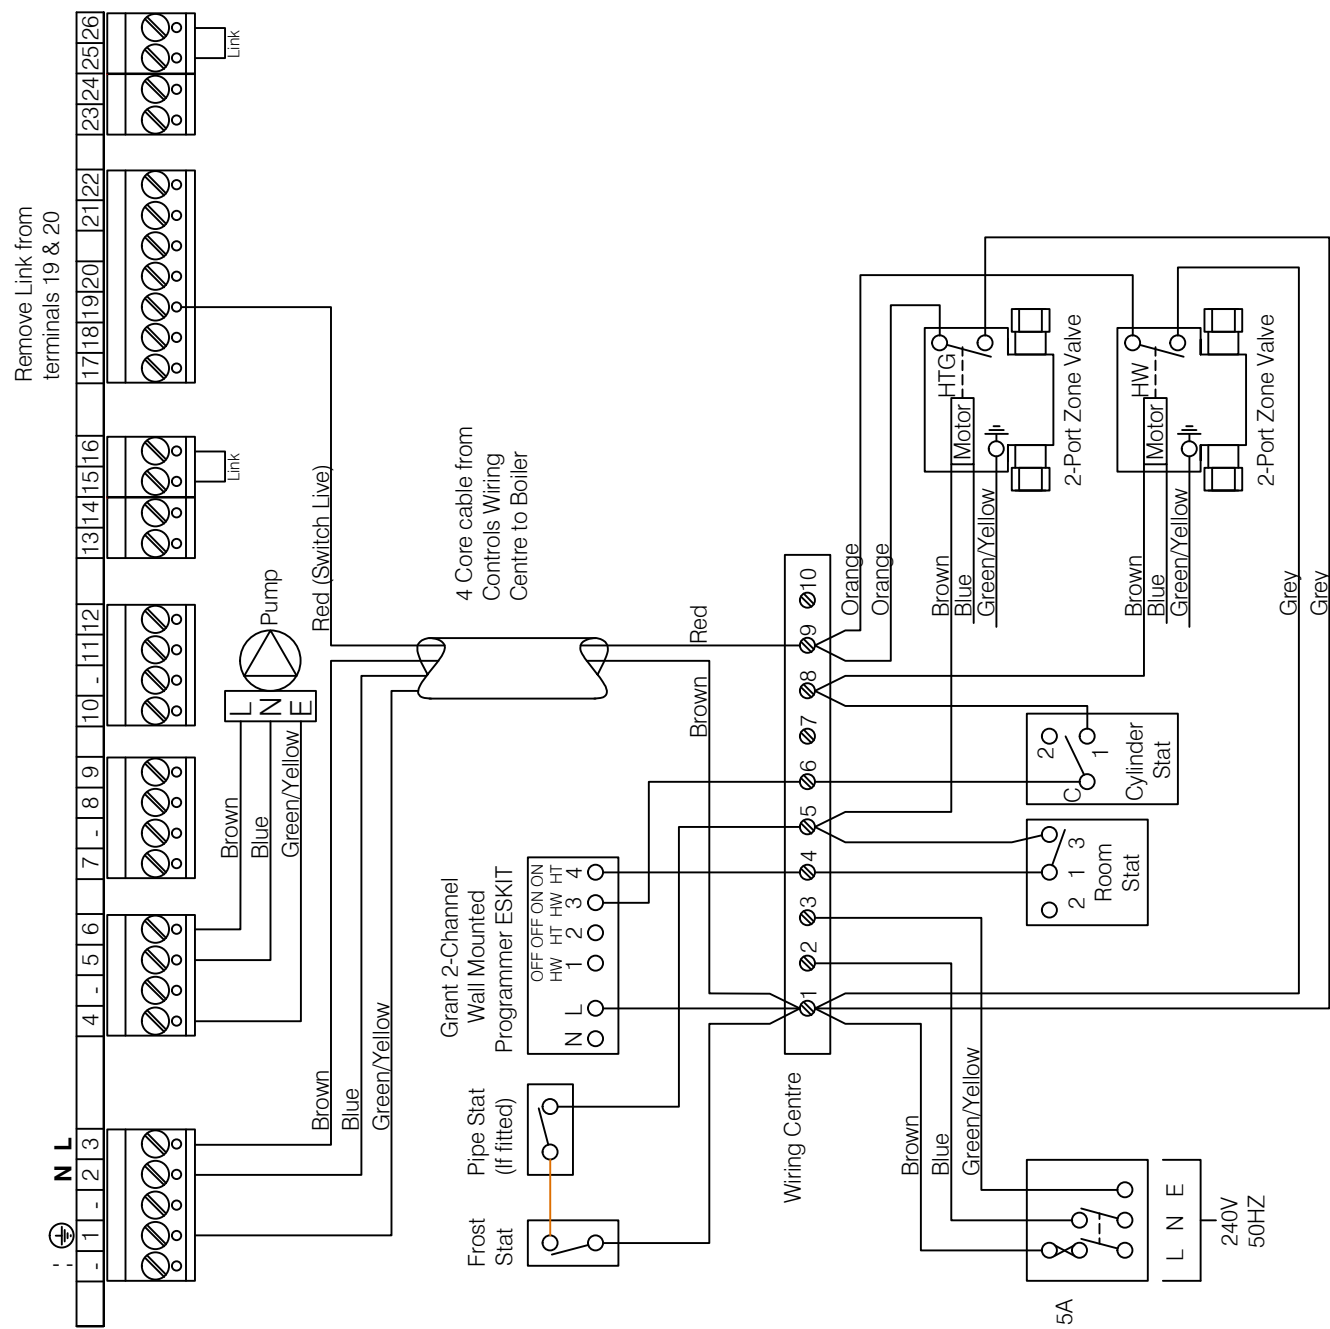 Remove Link from
terminals 19 & 20
N L
- 1 - 2 3
4 - 5 6
7 - 8 9
10 - 11 12
13 14 15 16
17 18 19 20 21 22
23 24 25 26
Link
Link
Brown
Blue
Green/Yellow
L
N
E
Pump
Red (Switch Live)
Brown
Blue
Green/Yellow
4 Core cable from
Controls Wiring
Centre to Boiler
Red
Brown
Frost
Stat
Pipe Stat
(If fitted)
Grant 2-Channel
Wall Mounted
Programmer ESKIT
OFF OFF ON ON
HW HT HW HT
N L 1 2 3 4
Wiring Centre
1 2 3 4 5 6 7 8 9 10
Orange
Orange
Brown
Blue
Green/Yellow
HTG
Motor
2-Port Zone Valve
Brown
Blue
Green/Yellow
HW
Motor
2-Port Zone Valve
Grey
Grey
C 1 2
Cylinder
Stat
2 1 3
Room
Stat
Brown
Blue
Green/Yellow
5A
L N E
240V
50HZ